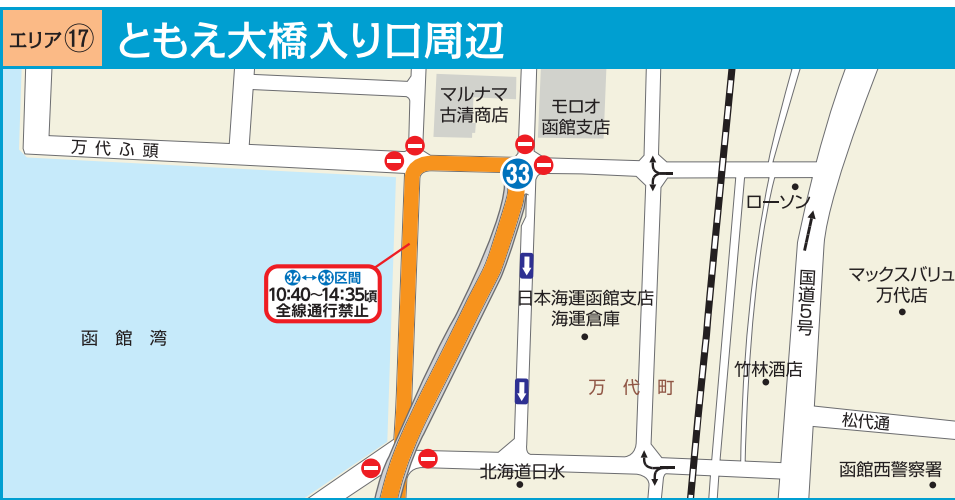 エリア⑰
ともえ大橋入り口周辺
マルナマ
古清商店
モロオ
函館支店
万代ふ頭
33
ローソン
32↔33区間
10:40〜14:35頃
全線通行禁止
国道5号
マックスバリュ
万代店
日本海運函館支店
海運倉庫
函館湾
竹林酒店
万代町
松代通
北海道日水
函館西警察署